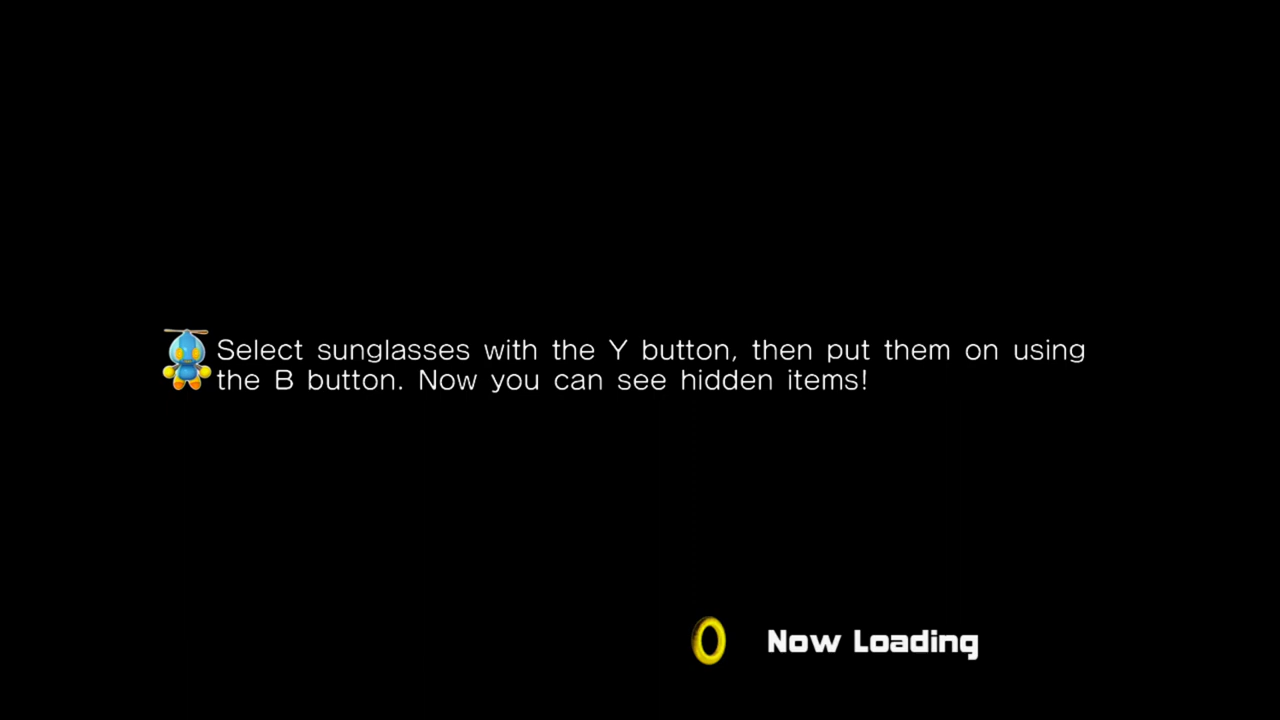 Select sunglasses with the Y button, then put them on using
the B button. Now you can see hidden items!
Now Loading